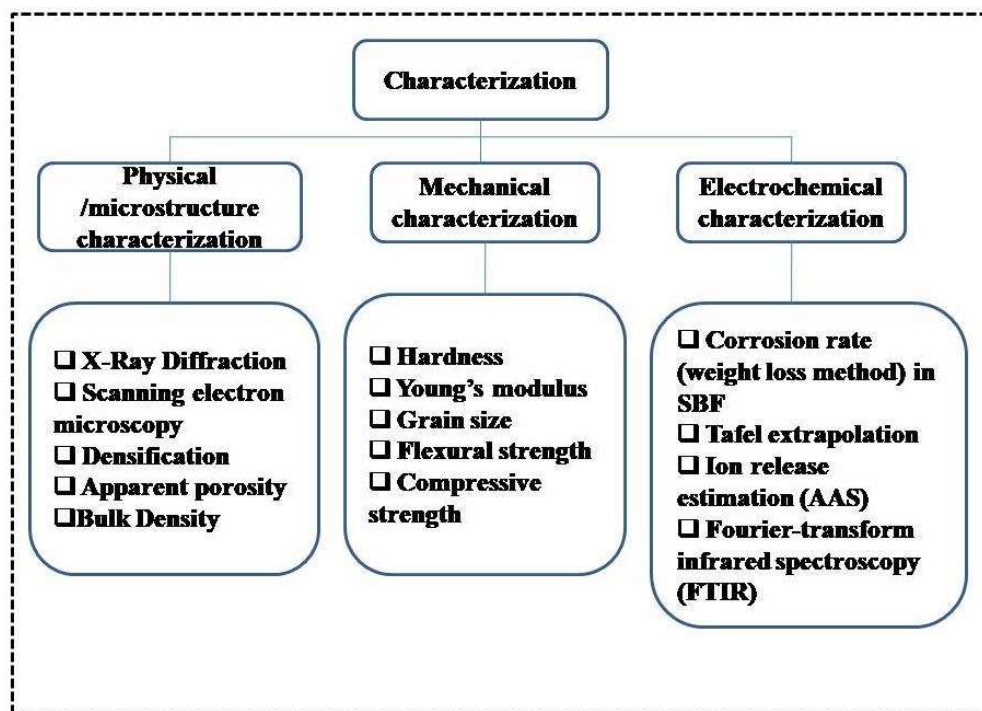 Characterization
Physical
/microstructure
characterization
Mechanical
characterization
Electrochemical
characterization
❑ X-Ray Diffraction
❑ Scanning electron
microscopy
❑ Densification
❑ Apparent porosity
❑Bulk Density
❑ Hardness
❑ Young's modulus
❑ Grain size
❑ Flexural strength
❑ Compressive
strength
❑ Corrosion rate
(weight loss method) in
SBF
❑ Tafel extrapolation
❑ Ion release
estimation (AAS)
❑ Fourier-transform
infrared spectroscopy
(FTIR)